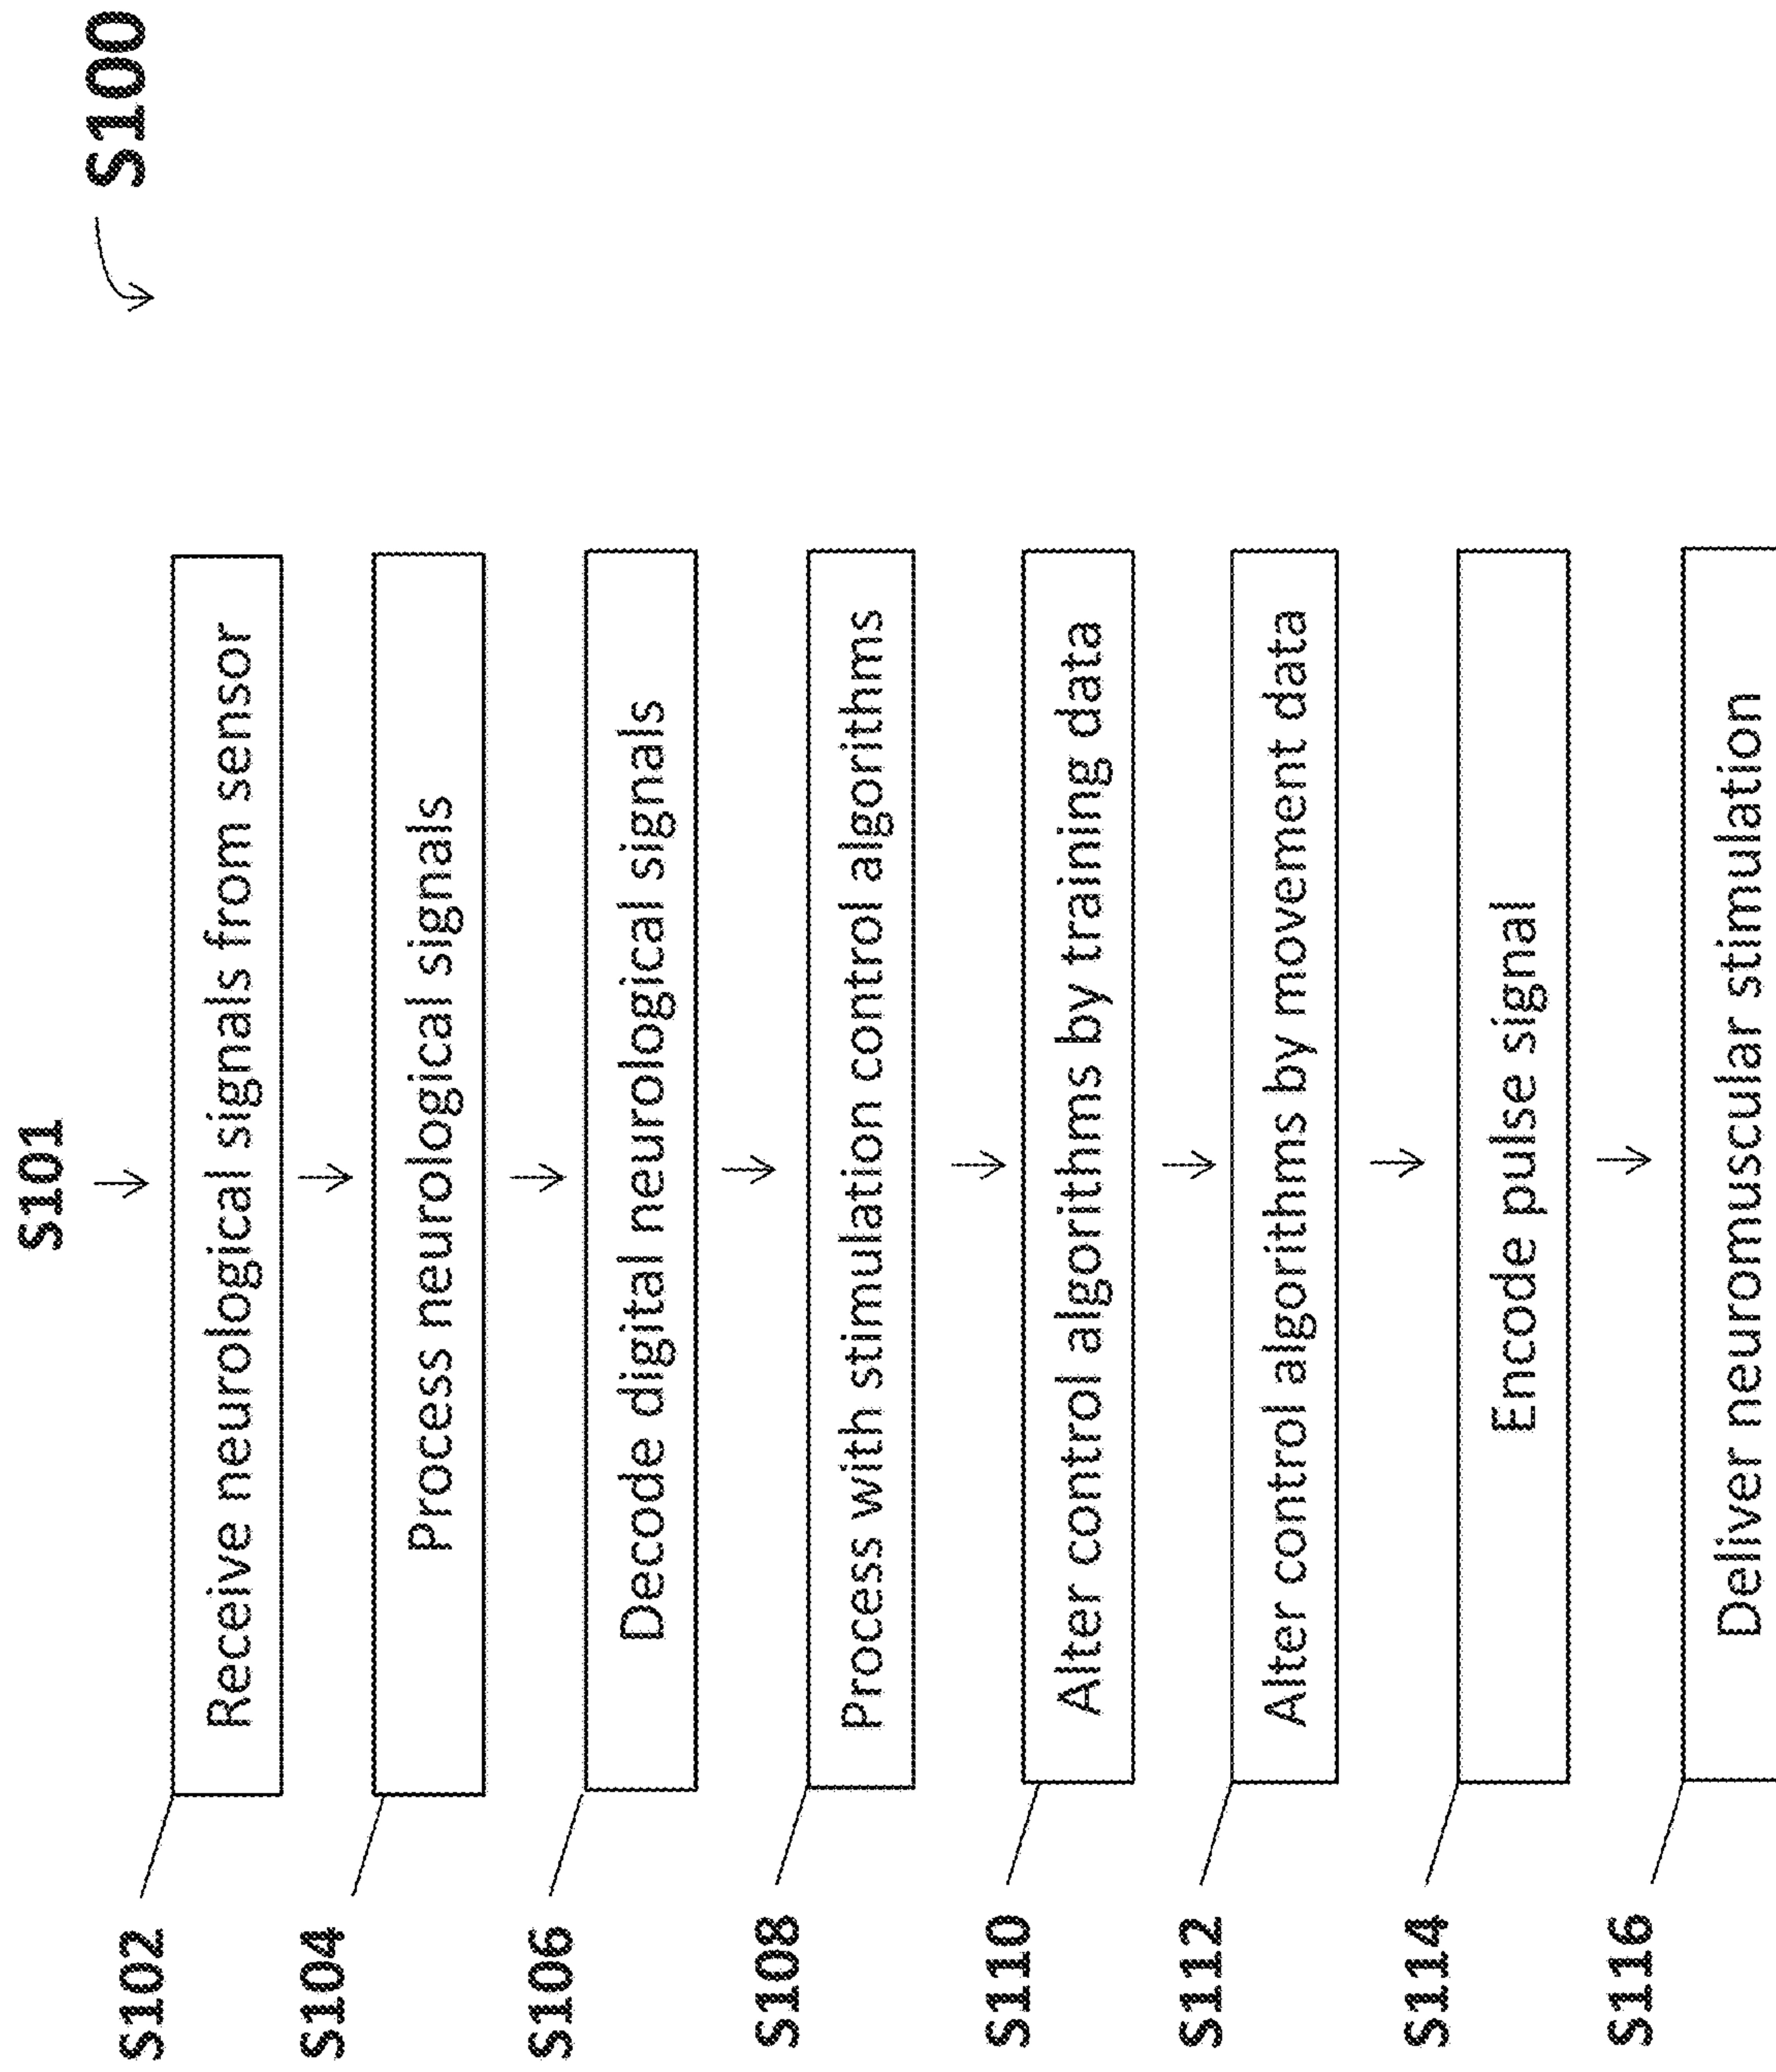 S100
S101
S102
Receive neurological signals from sensor
S104
Process neurological signals
S106
Decode digital neurological signals
S108
Process with stimulation control algorithms
S110
Alter control algorithms by training data
S112
Alter control algorithms by movement data
S114
Encode pulse signal
S116
Deliver neuromuscular stimulation